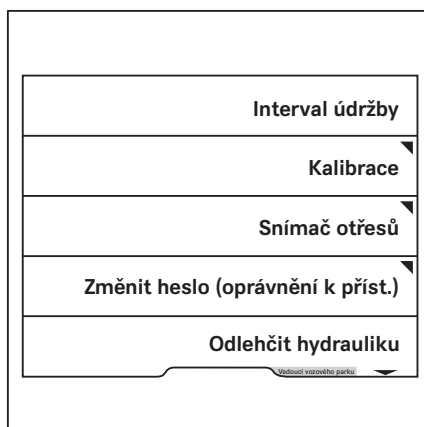 Interval údržby
Kalibrace
Snímač otřesů
Změnit heslo (oprávnění k příst.)
Odlehčit hydrauliku
Vedoucí vozového parku